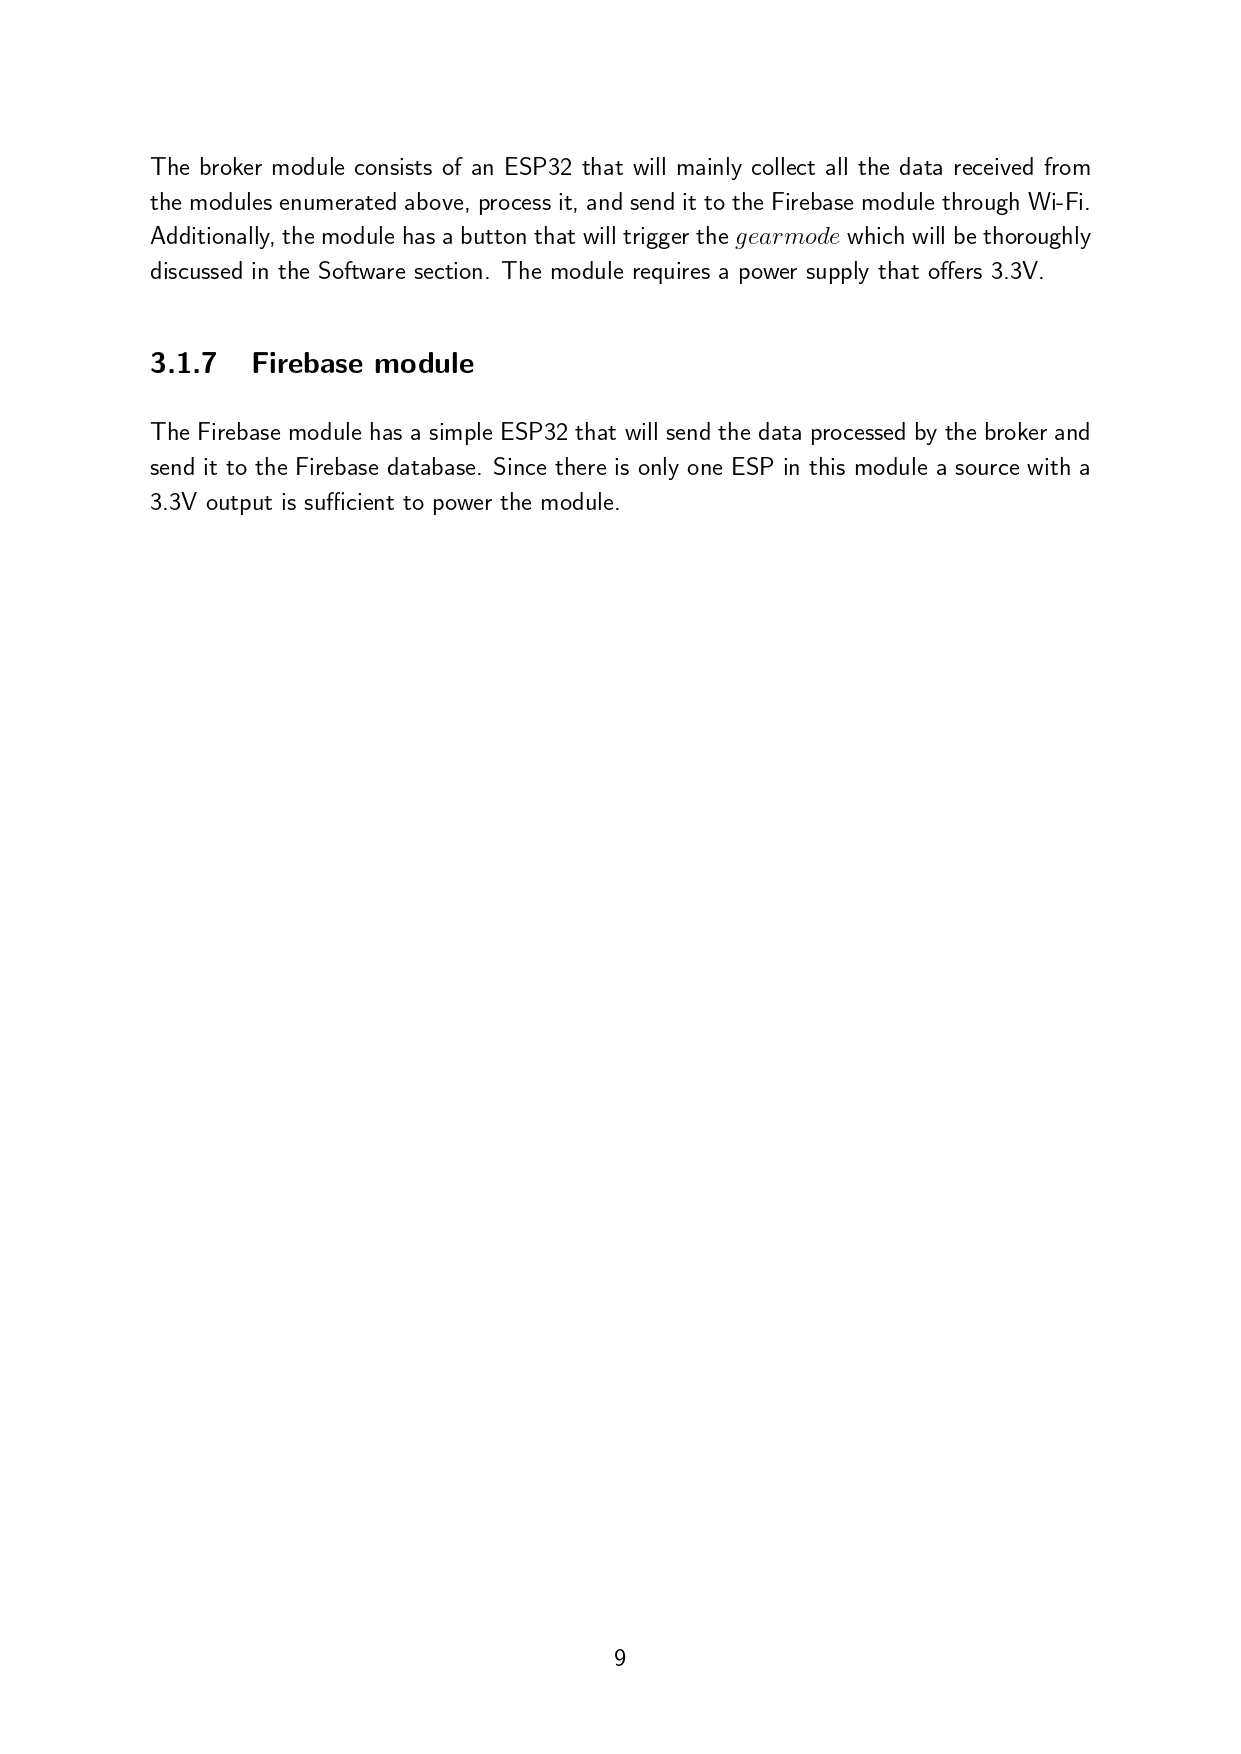 The broker module consists of an ESP32 that will mainly collect all the data received from
the modules enumerated above, process it, and send it to the Firebase module through Wi-Fi.
Additionally, the module has a button that will trigger the gearmode which will be thoroughly
discussed in the Software section. The module requires a power supply that offers 3.3V.
3.1.7 Firebase module
The Firebase module has a simple ESP32 that will send the data processed by the broker and
send it to the Firebase database. Since there is only one ESP in this module a source with a
3.3V output is sufficient to power the module.
9